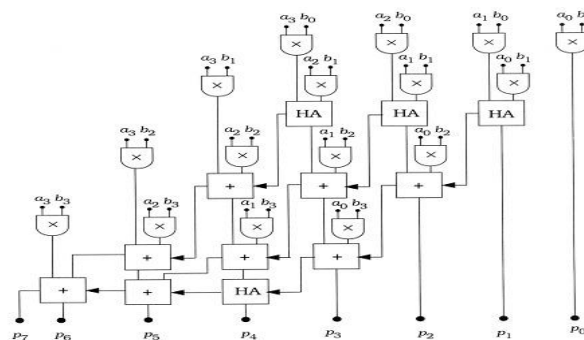 a₃ b₀ a₂ b₀ a₁ b₀ a₀ b₀
× × × ×
a₃ b₁ a₂ b₁ a₁ b₁ a₀ b₁
× × × ×
HA HA HA
a₃ b₂ a₂ b₂ a₁ b₂ a₀ b₂
× × × ×
+ + +
a₃ b₃ a₂ b₃ a₁ b₃ a₀ b₃
× × × ×
+ + +
+ + HA
p₇ p₆ p₅ p₄ p₃ p₂ p₁ p₀